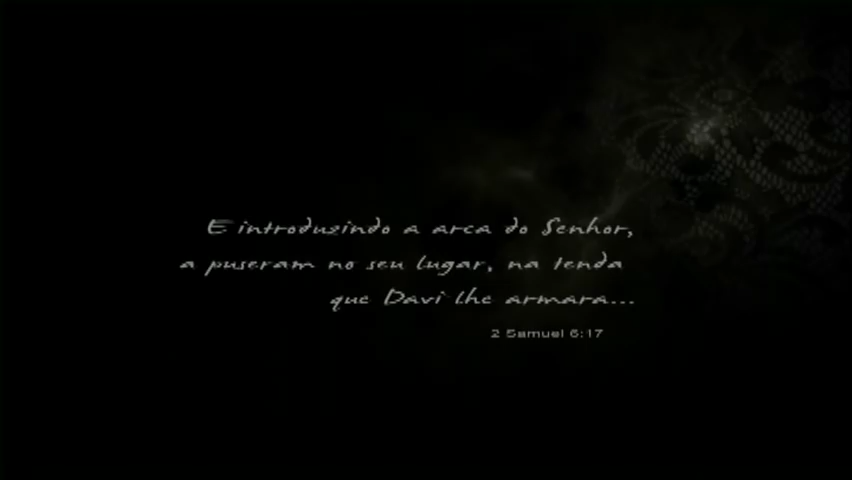 E introduzindo a arca do Senhor,
a puseram no seu lugar, na tenda
que Davi lhe armara...
2 Samuel 6:17